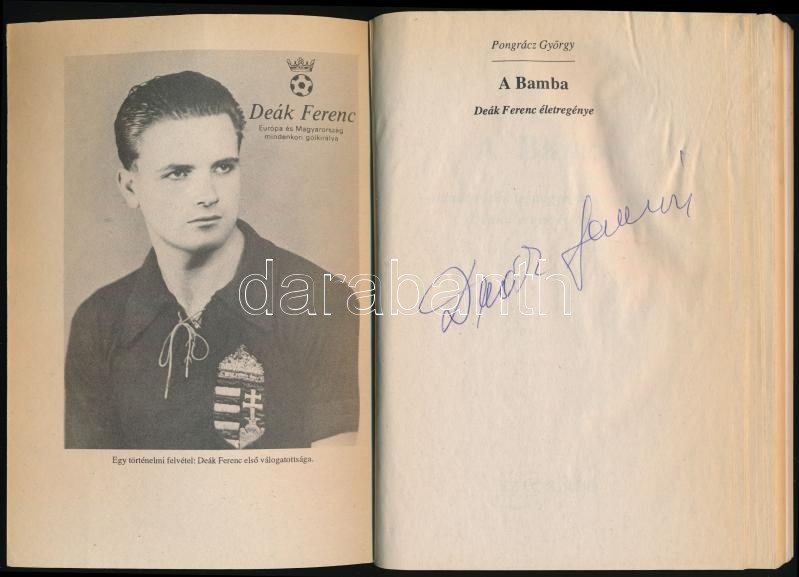 Deák Ferenc
Európa és Magyarország
mindenkori gólkirálya
Egy történelmi felvétel: Deák Ferenc első válogatottsága.
Pongrácz György
A Bamba
Deák Ferenc életregénye
Deák
darabanth